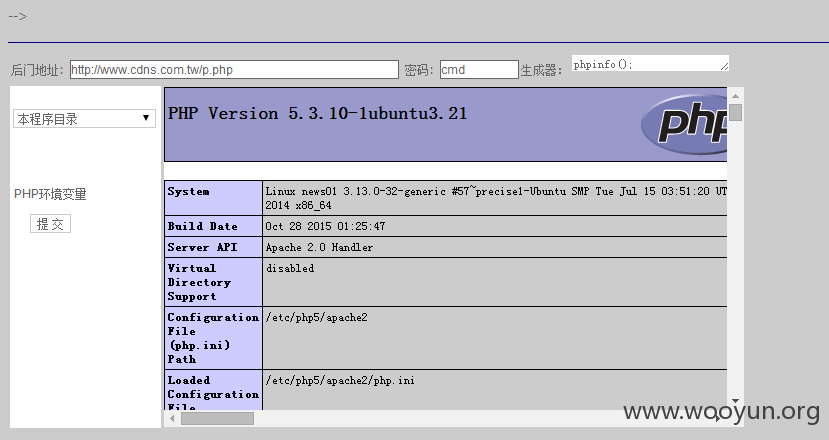 -->
后门地址: http://www.cdns.com.tw/p.php 密码: cmd 生成器: phpinfo();
本程序目录
PHP环境变量
提 交
PHP Version 5.3.10-1ubuntu3.21
php
System Linux news01 3.13.0-32-generic #57~precise1-Ubuntu SMP Tue Jul 15 03:51:20 UT
2014 x86_64
Build Date Oct 28 2015 01:25:47
Server API Apache 2.0 Handler
Virtual disabled
Directory
Support
Configuration /etc/php5/apache2
File
(php.ini)
Path
Loaded /etc/php5/apache2/php.ini
Configuration
File
www.wooyun.org